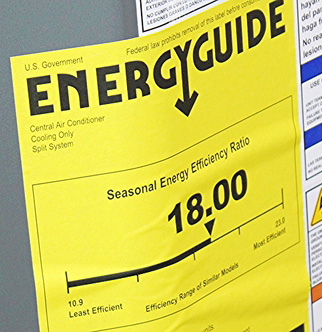 U.S. Government
Federal law prohibits removal of this label before consumer
ENERGYGUIDE
Central Air Conditioner
Cooling Only
Split System
Seasonal Energy Efficiency Ratio
18.00
10.9
Least Efficient
Efficiency Range of Similar Models
23.0
Most Efficient